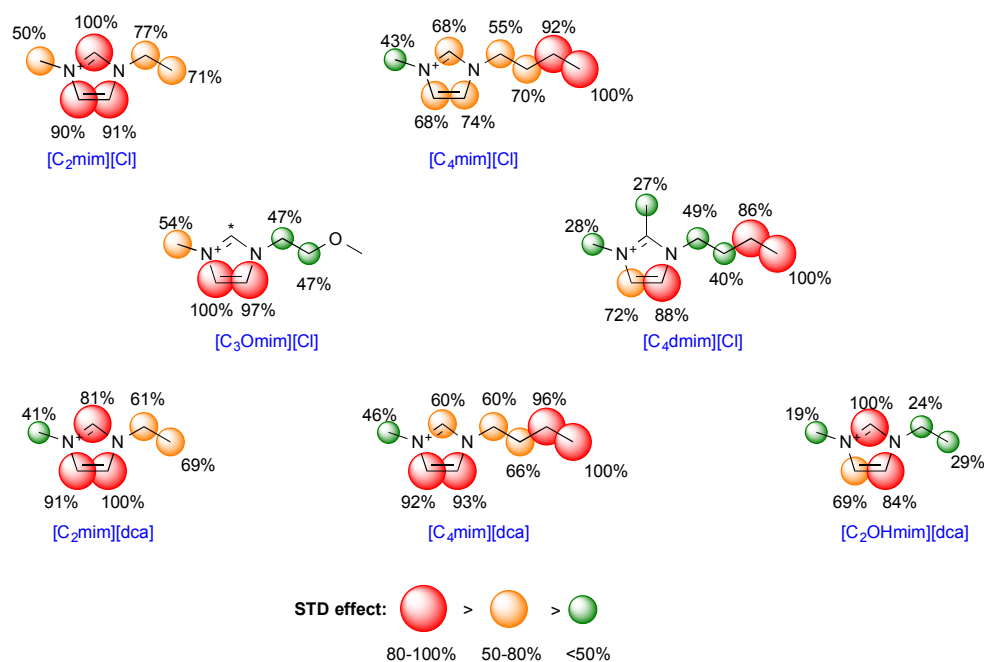 100%
50%
77%
N
+
N
71%
90%
91%
[C2mim][Cl]
43%
68%
55%
92%
N
+
N
70%
100%
68%
74%
[C4mim][Cl]
54%
*
47%
O
N
+
N
47%
100%
97%
[C3Omim][Cl]
27%
28%
49%
86%
N
+
N
40%
100%
72%
88%
[C4dmim][Cl]
41%
81%
61%
N
+
N
69%
91%
100%
[C2mim][dca]
46%
60%
60%
96%
N
+
N
66%
100%
92%
93%
[C4mim][dca]
19%
100%
24%
N
+
N
29%
69%
84%
[C2OHmim][dca]
STD effect: > >
80-100% 50-80% <50%